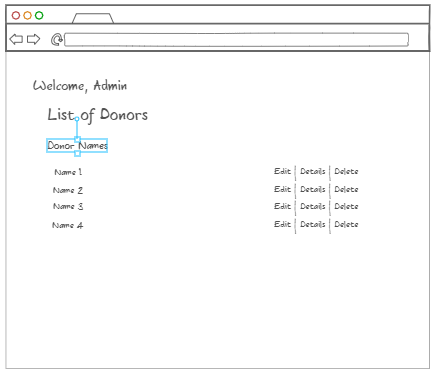 Welcome, Admin
List of Donors
Donor Names
Name 1 Edit Details Delete
Name 2 Edit Details Delete
Name 3 Edit Details Delete
Name 4 Edit Details Delete